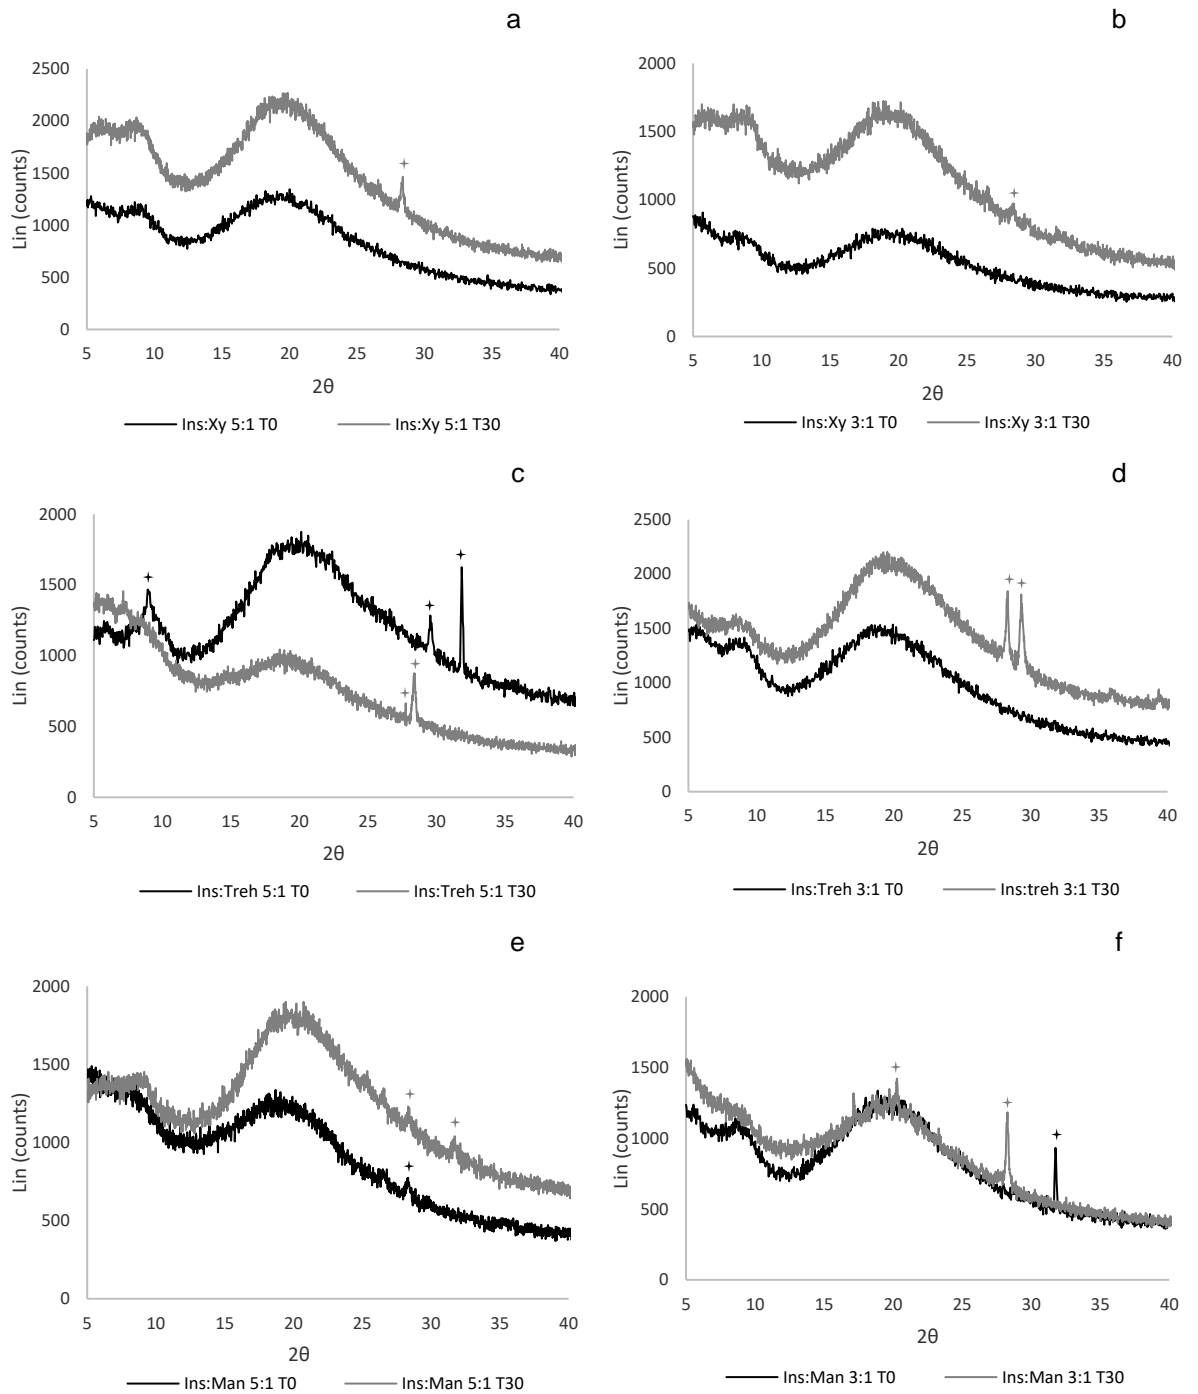 a
2500
2000
1500
1000
500
0
Lin (counts)
5 10 15 20 25 30 35 40
2θ
Ins:Xy 5:1 T0 Ins:Xy 5:1 T30
b
2000
1500
1000
500
0
Lin (counts)
5 10 15 20 25 30 35 40
2θ
Ins:Xy 3:1 T0 Ins:Xy 3:1 T30
c
2000
1500
1000
500
0
Lin (counts)
5 10 15 20 25 30 35 40
2θ
Ins:Treh 5:1 T0 Ins:Treh 5:1 T30
d
2500
2000
1500
1000
500
0
Lin (counts)
5 10 15 20 25 30 35 40
2θ
Ins:Treh 3:1 T0 Ins:treh 3:1 T30
e
2000
1500
1000
500
0
Lin (counts)
5 10 15 20 25 30 35 40
2θ
Ins:Man 5:1 T0 Ins:Man 5:1 T30
f
2000
1500
1000
500
0
Lin (counts)
5 10 15 20 25 30 35 40
2θ
Ins:Man 3:1 T0 Ins:Man 3:1 T30